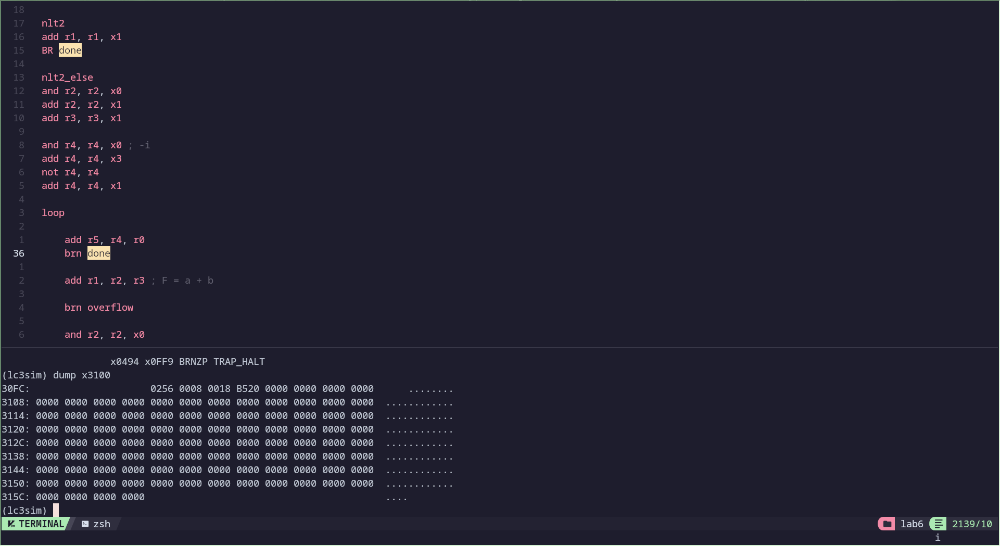 18
17 nlt2
16 add r1, r1, x1
15 BR done
14
13 nlt2_else
12 and r2, r2, x0
11 add r2, r2, x1
10 add r3, r3, x1
9
8 and r4, r4, x0 ; -i
7 add r4, r4, x3
6 not r4, r4
5 add r4, r4, x1
4
3 loop
2
1 add r5, r4, r0
36 brn done
1
2 add r1, r2, r3 ; F = a + b
3
4 brn overflow
5
6 and r2, r2, x0
x0494 x0FF9 BRNZP TRAP_HALT
(lc3sim) dump x3100
30FC: 0256 0008 0018 B520 0000 0000 0000 0000 ........
3108: 0000 0000 0000 0000 0000 0000 0000 0000 0000 0000 0000 0000 ............
3114: 0000 0000 0000 0000 0000 0000 0000 0000 0000 0000 0000 0000 ............
3120: 0000 0000 0000 0000 0000 0000 0000 0000 0000 0000 0000 0000 ............
312C: 0000 0000 0000 0000 0000 0000 0000 0000 0000 0000 0000 0000 ............
3138: 0000 0000 0000 0000 0000 0000 0000 0000 0000 0000 0000 0000 ............
3144: 0000 0000 0000 0000 0000 0000 0000 0000 0000 0000 0000 0000 ............
3150: 0000 0000 0000 0000 0000 0000 0000 0000 0000 0000 0000 0000 ............
315C: 0000 0000 0000 0000 ....
(lc3sim)
TERMINAL zsh lab6 2139/10
i